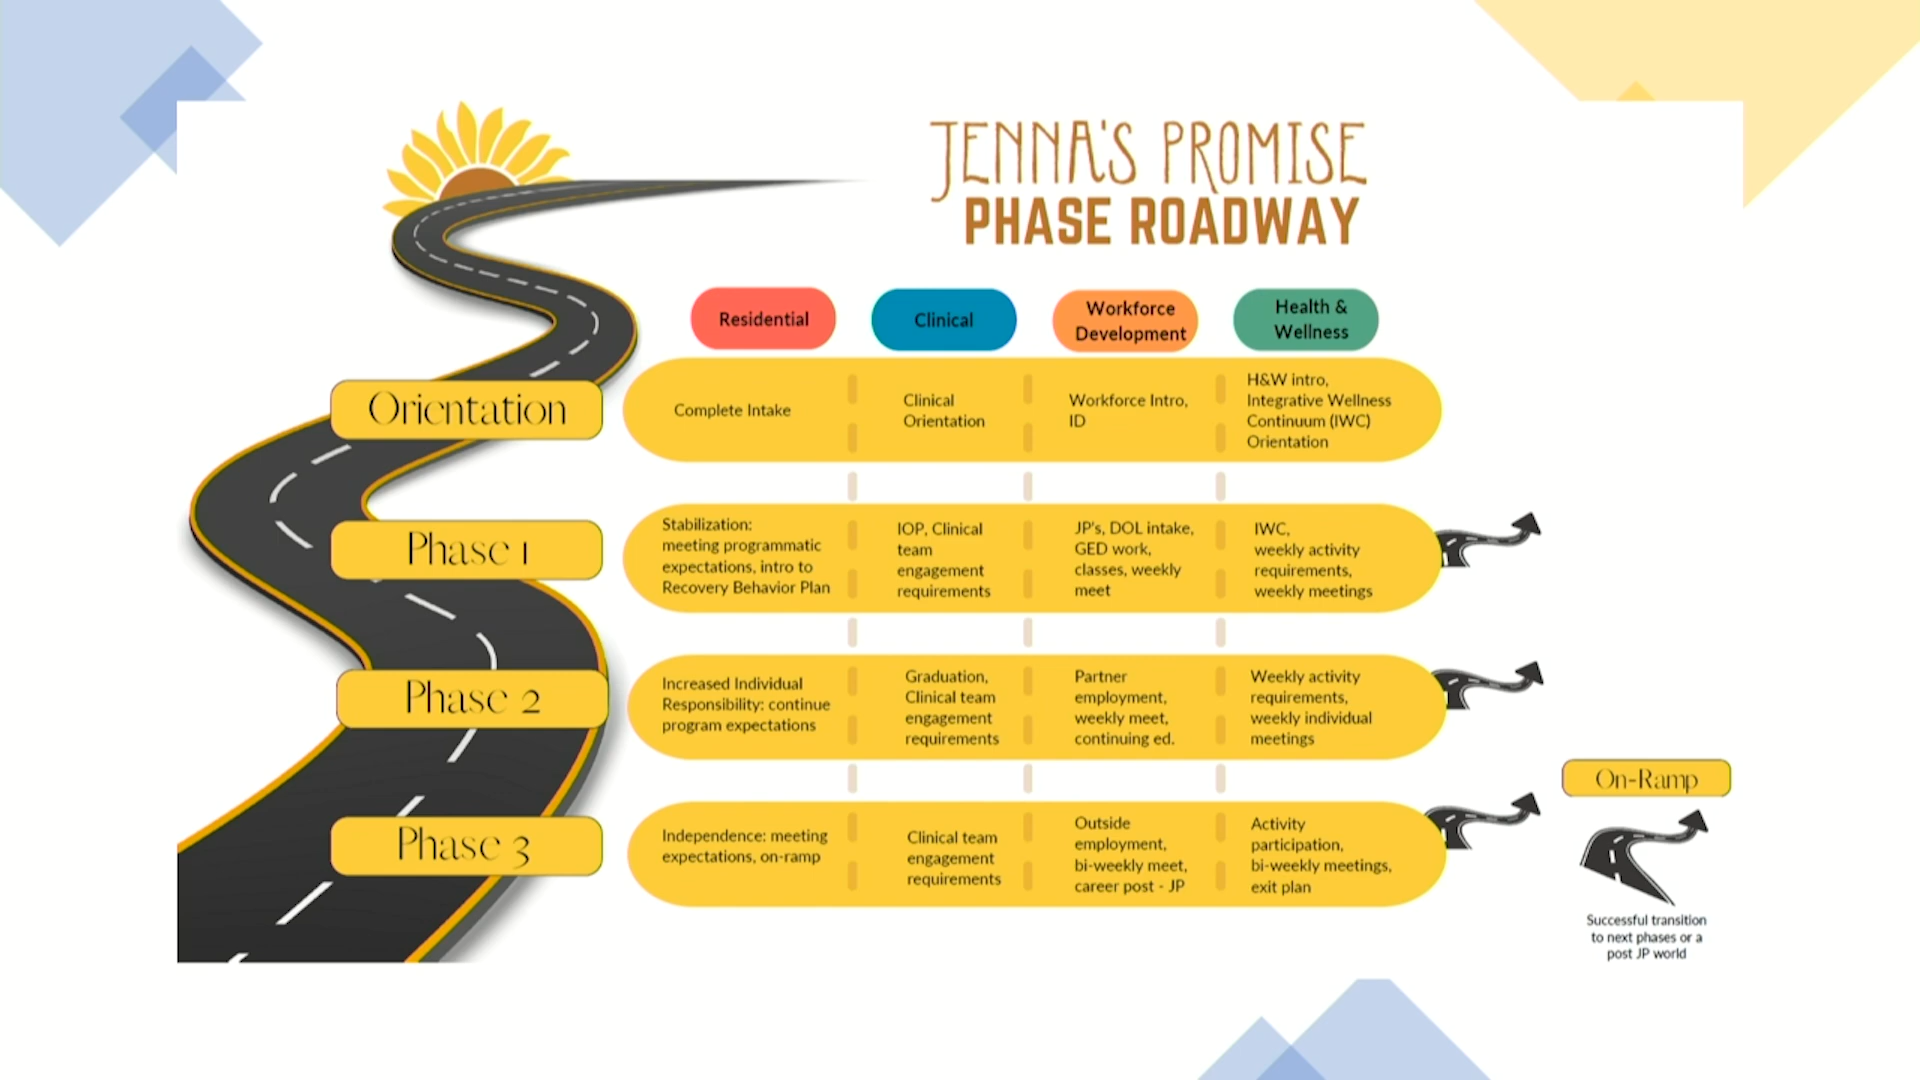 JENNA'S PROMISE
PHASE ROADWAY
Residential
Clinical
Workforce
Development
Health &
Wellness
Orientation
Complete Intake
Clinical
Orientation
Workforce Intro,
ID
H&W intro,
Integrative Wellness
Continuum (IWC)
Orientation
Phase 1
Stabilization:
meeting programmatic
expectations, intro to
Recovery Behavior Plan
IOP, Clinical
team
engagement
requirements
JP's, DOL intake,
GED work,
classes, weekly
meet
IWC,
weekly activity
requirements,
weekly meetings
Phase 2
Increased Individual
Responsibility: continue
program expectations
Graduation,
Clinical team
engagement
requirements
Partner
employment,
weekly meet,
continuing ed.
Weekly activity
requirements,
weekly individual
meetings
Phase 3
Independence: meeting
expectations, on-ramp
Clinical team
engagement
requirements
Outside
employment,
bi-weekly meet,
career post - JP
Activity
participation,
bi-weekly meetings,
exit plan
On-Ramp
Successful transition
to next phases or a
post JP world